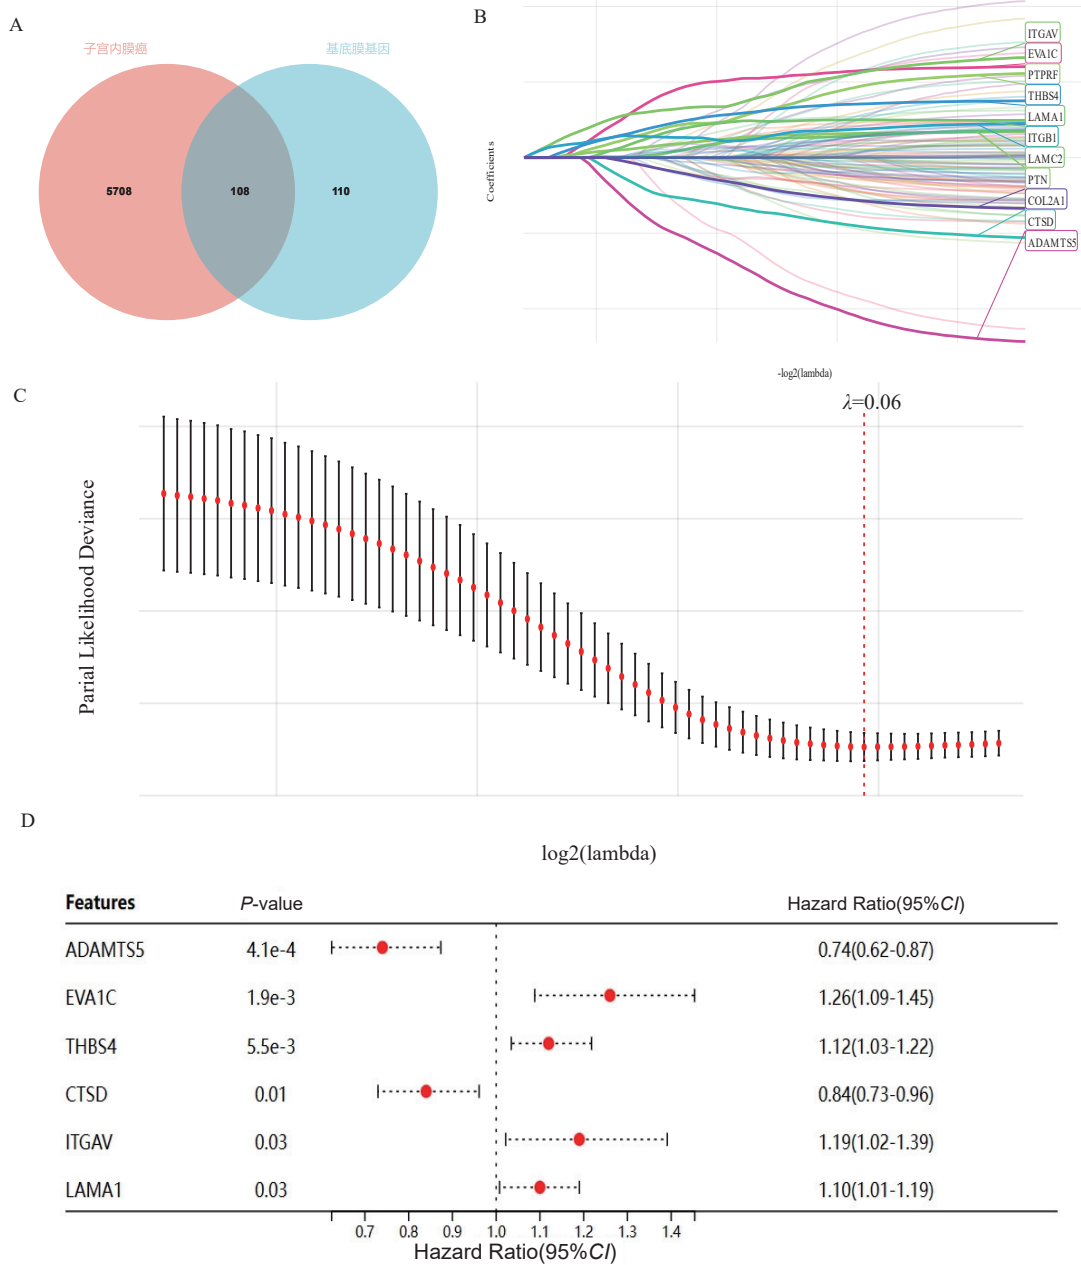 A
子宫内膜癌
基底膜基因
5708
108
110
B
Coefficients
ITGAV
EVA1C
PTPRF
THBS4
LAMA1
ITGB1
LAMC2
PTN
COL2A1
CTSD
ADAMTS5
-log2(lambda)
C
λ=0.06
Parial Likelihood Deviance
log2(lambda)
D
Features P-value Hazard Ratio(95%CI)
ADAMTS5 4.1e-4 0.74(0.62-0.87)
EVA1C 1.9e-3 1.26(1.09-1.45)
THBS4 5.5e-3 1.12(1.03-1.22)
CTSD 0.01 0.84(0.73-0.96)
ITGAV 0.03 1.19(1.02-1.39)
LAMA1 0.03 1.10(1.01-1.19)
0.7 0.8 0.9 1.0 1.1 1.2 1.3 1.4
Hazard Ratio(95%CI)